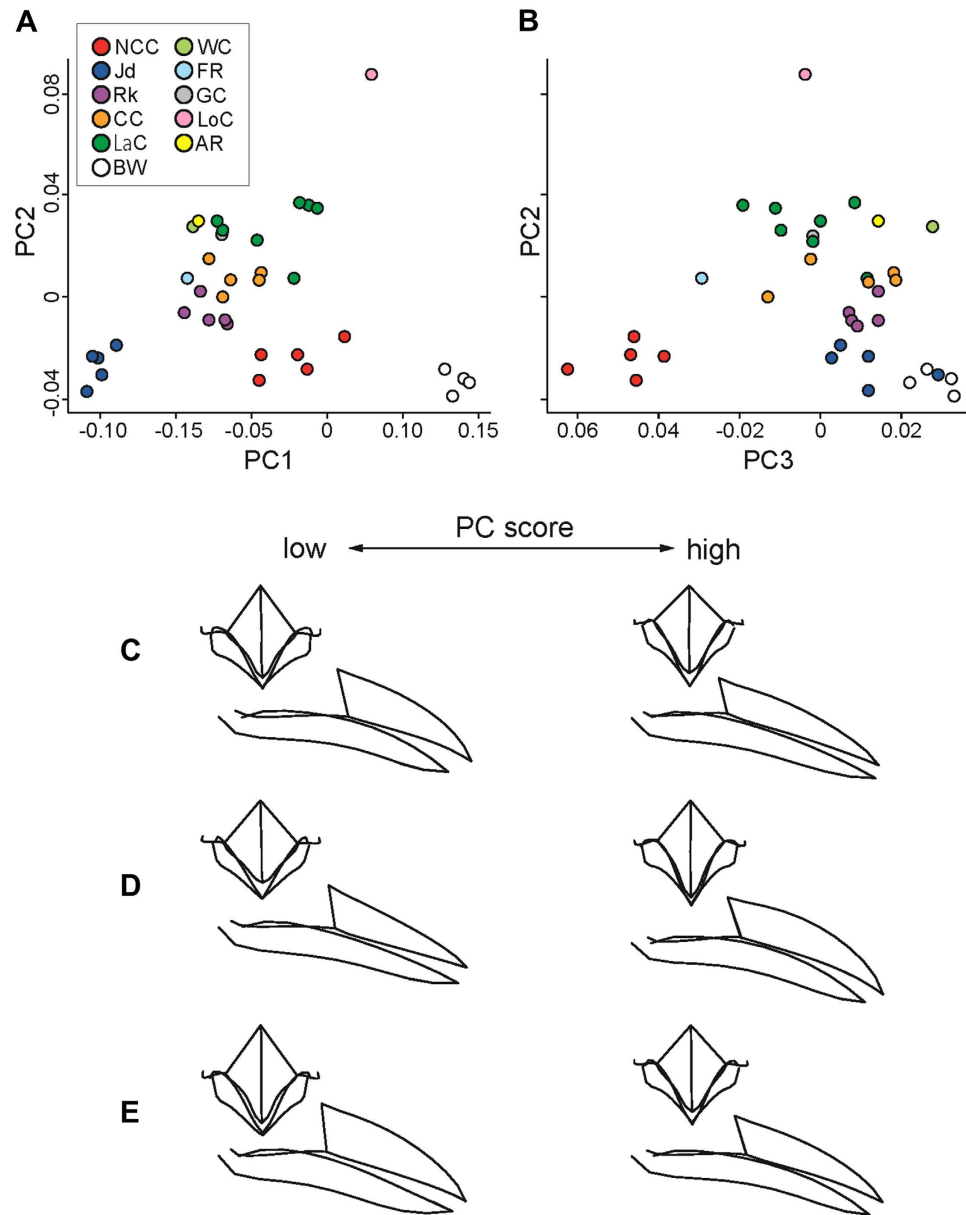 A
B
NCC WC
Jd FR
Rk GC
CC LoC
LaC AR
BW
PC2
0.08
0.04
0
-0.04
-0.10 -0.15 -0.05 0 0.10 0.15
PC1
PC2
0.06 0.04 -0.02 0 0.02
PC3
PC score
low high
C
D
E